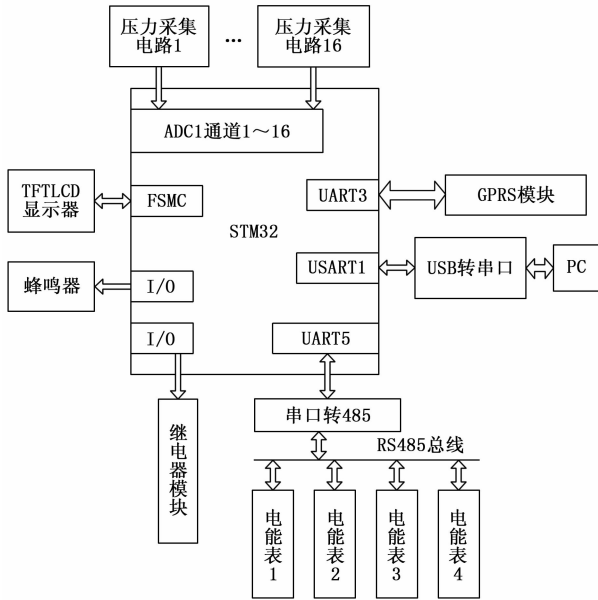 压力采集
电路1
…
压力采集
电路16
ADC1通道1～16
TFTLCD
显示器
FSMC
UART3
GPRS模块
STM32
USART1
USB转串口
PC
蜂鸣器
I/O
I/O
UART5
继电器模块
串口转485
RS485总线
电能表1
电能表2
电能表3
电能表4